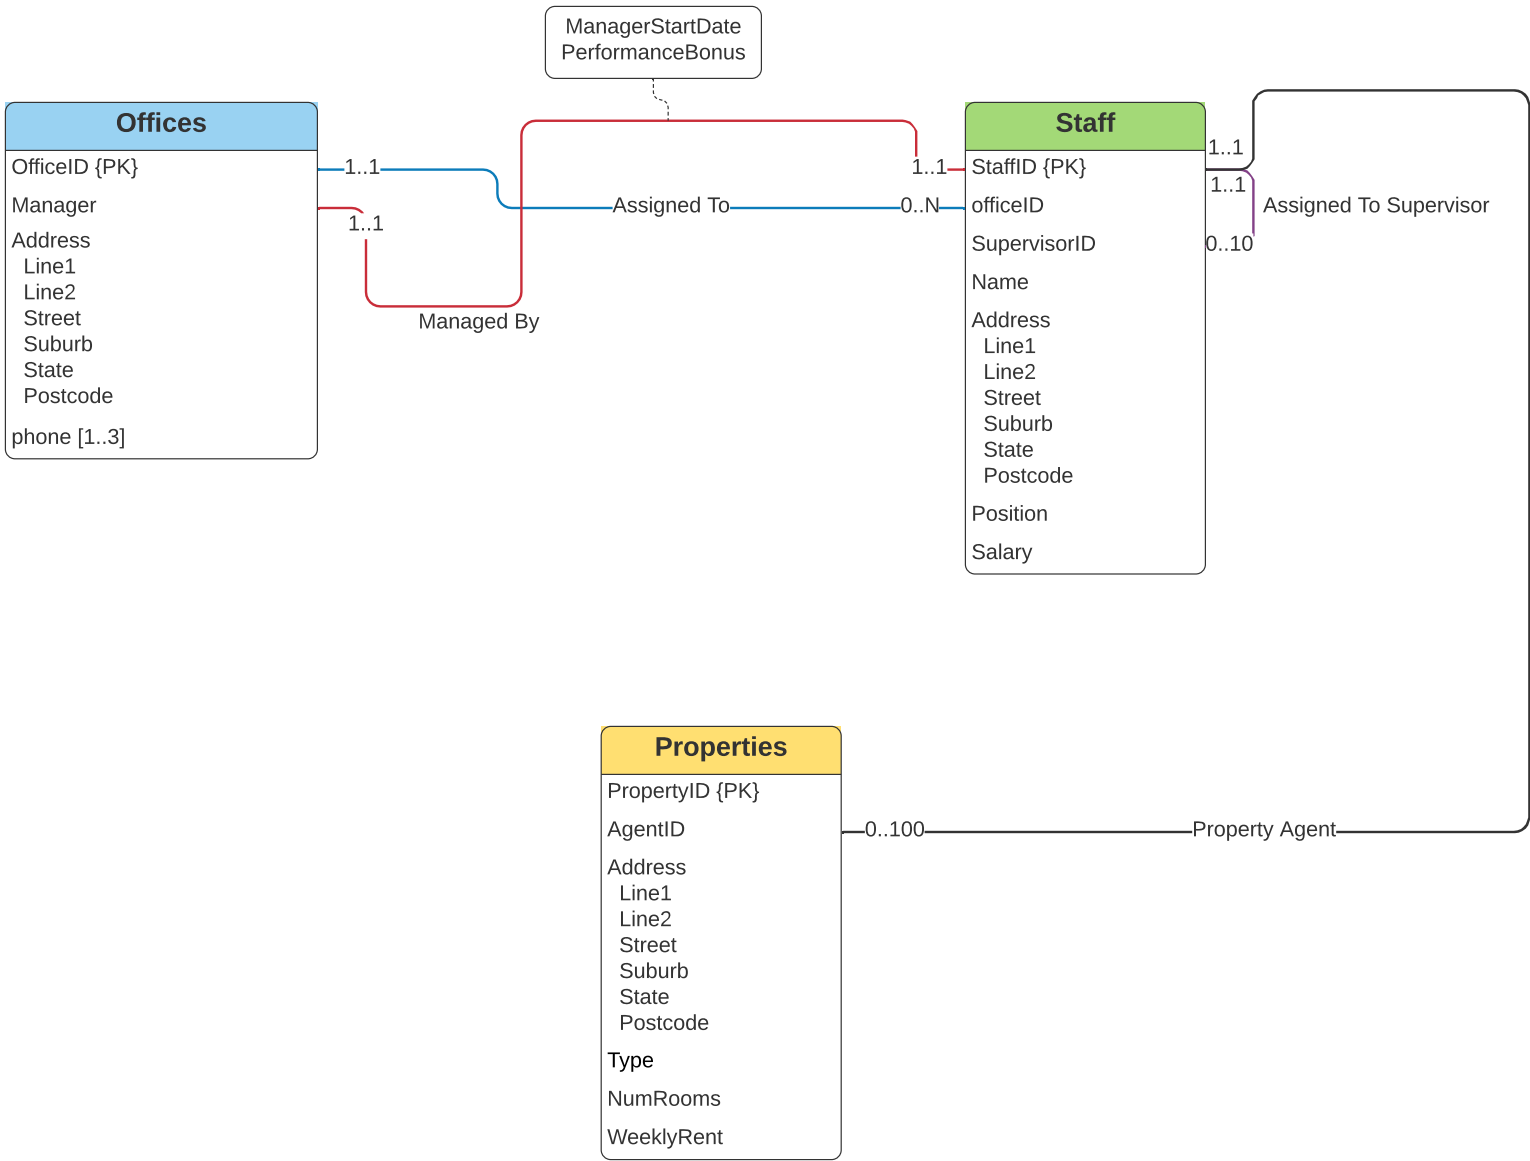 ManagerStartDate
PerformanceBonus
Offices
OfficeID {PK}
Manager
Address
Line1
Line2
Street
Suburb
State
Postcode
phone [1..3]
1..1
1..1
Managed By
Assigned To
1..1
0..N
Staff
StaffID {PK}
officeID
SupervisorID
Name
Address
Line1
Line2
Street
Suburb
State
Postcode
Position
Salary
1..1
1..1
Assigned To Supervisor
0..10
Properties
PropertyID {PK}
AgentID
Address
Line1
Line2
Street
Suburb
State
Postcode
Type
NumRooms
WeeklyRent
0..100
Property Agent